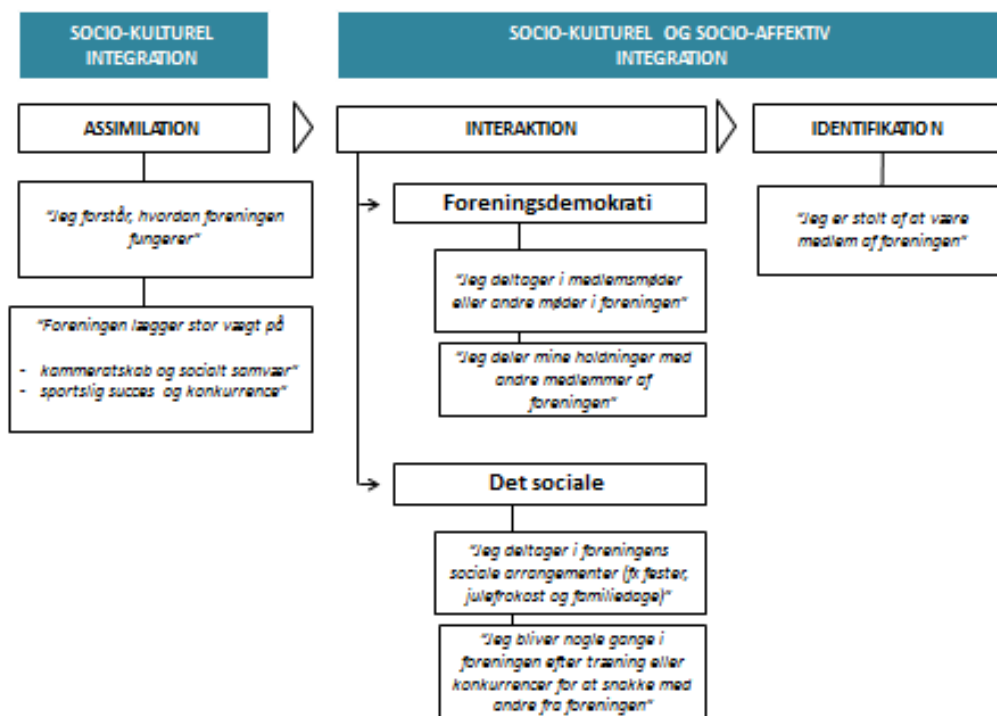 SOCIO-KULTUREL
INTEGRATION
SOCIO-KULTUREL OG SOCIO-AFFEKTIV
INTEGRATION
ASSIMILATION
INTERAKTION
IDENTIFIKATION
"Jeg forstår, hvordan foreningen
fungerer"
"Foreningen lægger stor vægt på
- kammeratskab og socialt samvær"
- sportslig succes og konkurrence"
Foreningsdemokrati
"Jeg deltager i medlemsmøder
eller andre møder i foreningen"
"Jeg deler mine holdninger med
andre medlemmer af
foreningen"
Det sociale
"Jeg deltager i foreningens
sociale arrangementer (fx fester,
julefrokost og familiedage)"
"Jeg bliver nogle gange i
foreningen efter træning eller
konkurrencer for at snakke med
andre fra foreningen"
"Jeg er stolt af at være
medlem af foreningen"